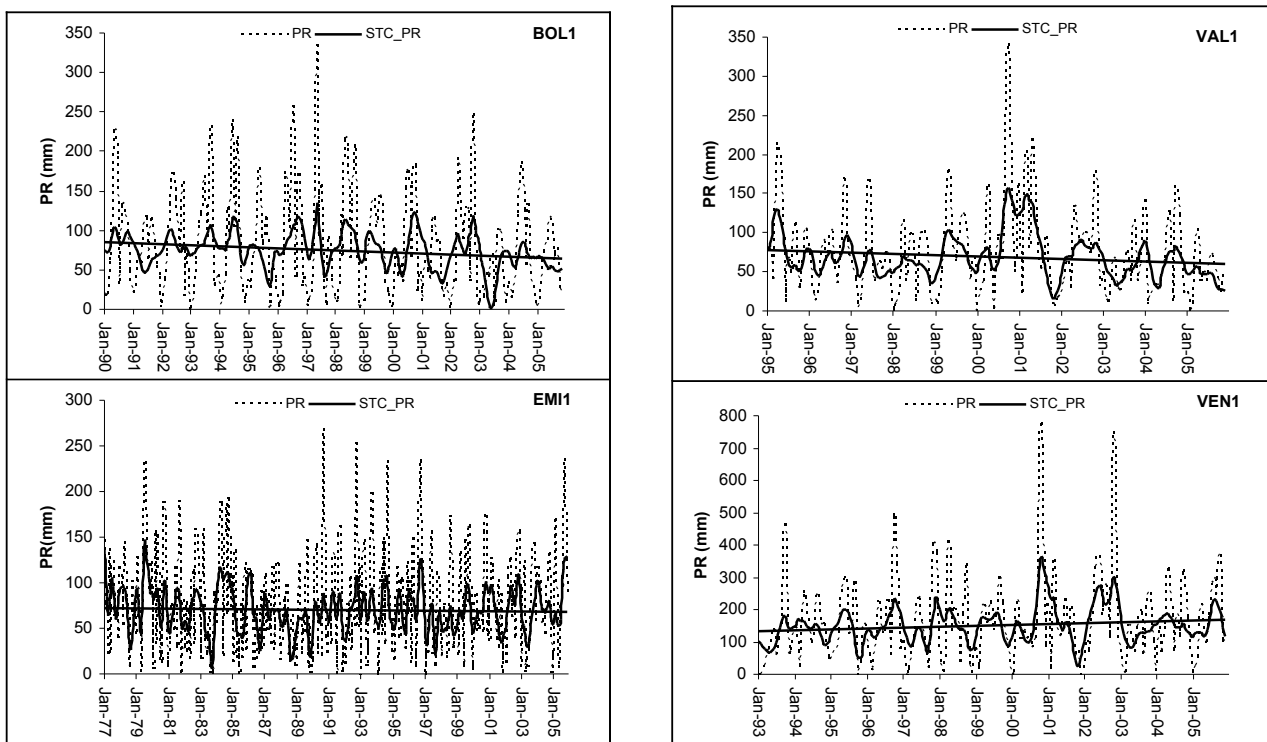 PR STC_PR BOL1
PR (mm)
350
300
250
200
150
100
50
0
Jan-90
Jan-91
Jan-92
Jan-93
Jan-94
Jan-95
Jan-96
Jan-97
Jan-98
Jan-99
Jan-00
Jan-01
Jan-02
Jan-03
Jan-04
Jan-05
PR STC_PR VAL1
PR (mm)
350
300
250
200
150
100
50
0
Jan-95
Jan-96
Jan-97
Jan-98
Jan-99
Jan-00
Jan-01
Jan-02
Jan-03
Jan-04
Jan-05
PR STC_PR EMI1
PR(mm)
300
250
200
150
100
50
0
Jan-77
Jan-79
Jan-81
Jan-83
Jan-85
Jan-87
Jan-89
Jan-91
Jan-93
Jan-95
Jan-97
Jan-99
Jan-01
Jan-03
Jan-05
PR STC_PR VEN1
PR (mm)
800
700
600
500
400
300
200
100
0
Jan-93
Jan-94
Jan-95
Jan-96
Jan-97
Jan-98
Jan-99
Jan-00
Jan-01
Jan-02
Jan-03
Jan-04
Jan-05